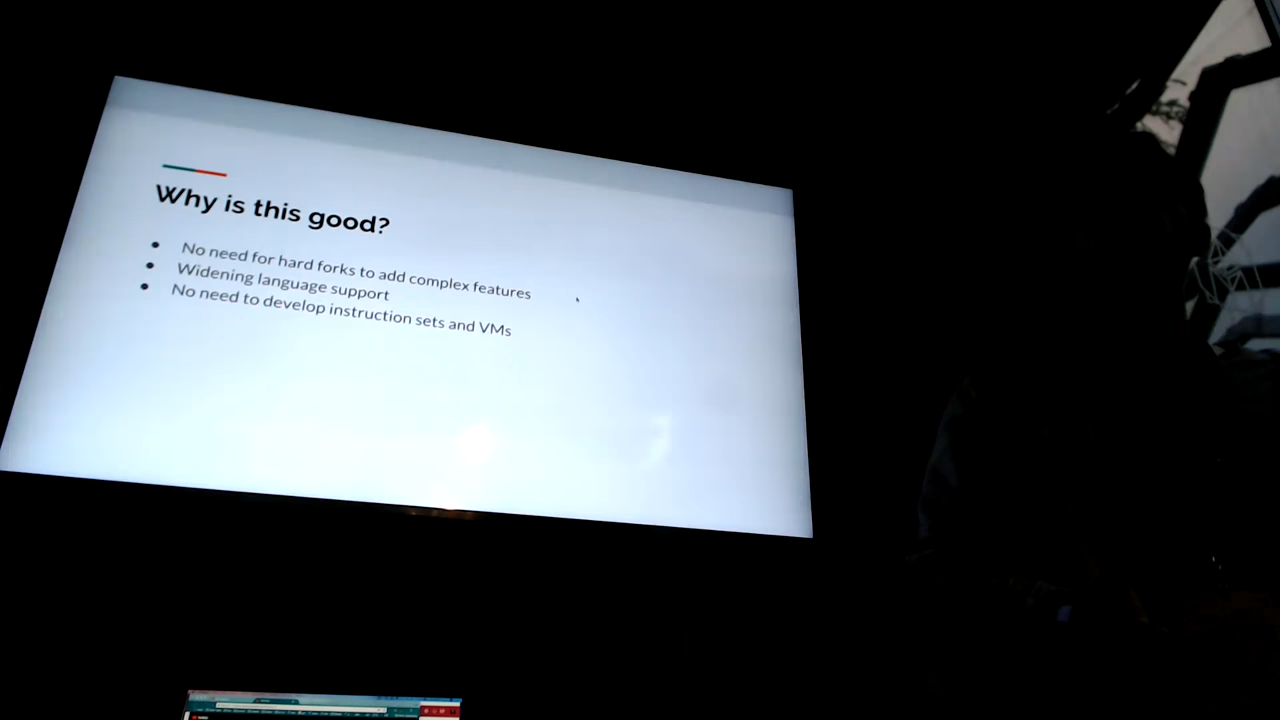 Why is this good?
No need for hard forks to add complex features
Widening language support
No need to develop instruction sets and VMs